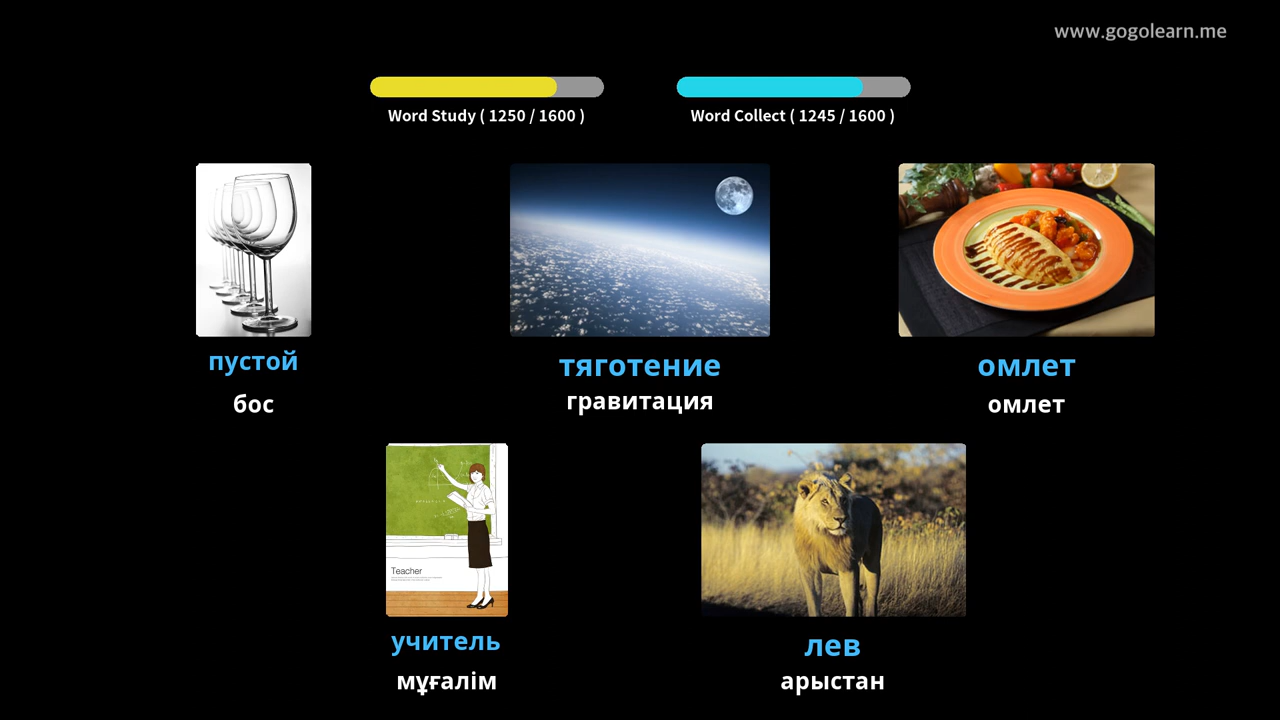 www.gogolearn.me
Word Study ( 1250 / 1600 )
Word Collect ( 1245 / 1600 )
пустой
бос
тяготение
гравитация
омлет
омлет
Teacher
учитель
мұғалім
лев
арыстан